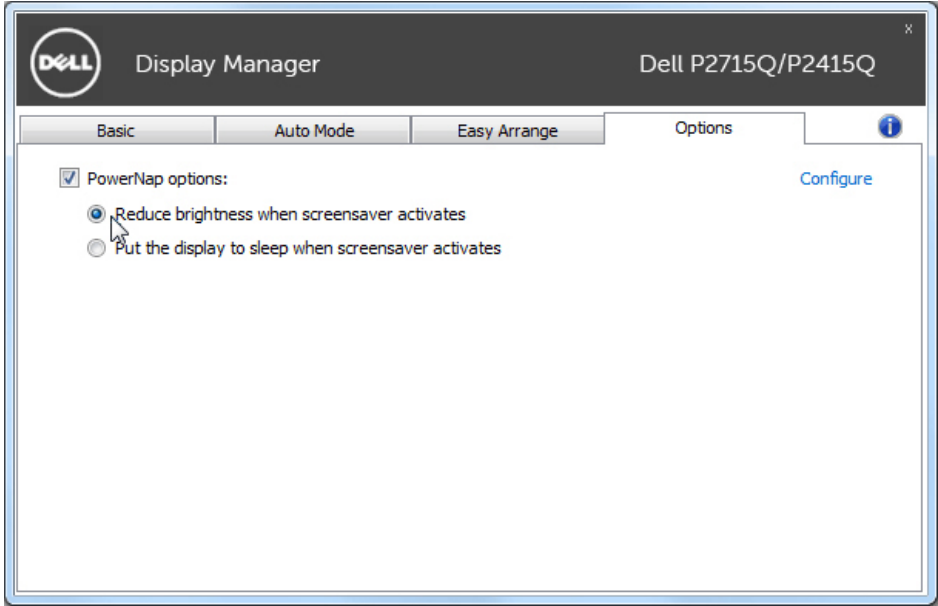 DELL
Display Manager
Dell P2715Q/P2415Q
x
Basic
Auto Mode
Easy Arrange
Options
i
PowerNap options:
Configure
Reduce brightness when screensaver activates
Put the display to sleep when screensaver activates